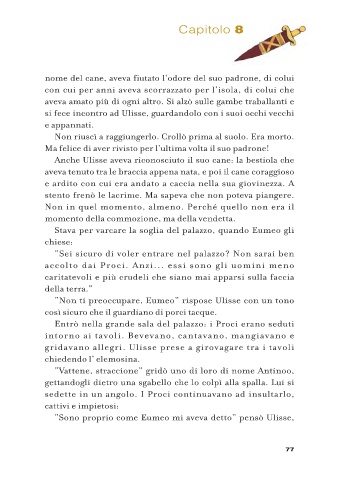 Capitolo 8
nome del cane, aveva fiutato l'odore del suo padrone, di colui
con cui per anni aveva scorrazzato per l'isola, di colui che
aveva amato più di ogni altro. Si alzò sulle gambe traballanti e
si fece incontro ad Ulisse, guardandolo con i suoi occhi vecchi
e appannati.
Non riuscì a raggiungerlo. Crollò prima al suolo. Era morto.
Ma felice di aver rivisto per l'ultima volta il suo padrone!
Anche Ulisse aveva riconosciuto il suo cane: la bestiola che
aveva tenuto tra le braccia appena nata, e poi il cane coraggioso
e ardito con cui era andato a caccia nella sua giovinezza. A
stento frenò le lacrime. Ma sapeva che non poteva piangere.
Non in quel momento, almeno. Perché quello non era il
momento della commozione, ma della vendetta.
Stava per varcare la soglia del palazzo, quando Eumeo gli
chiese:
"Sei sicuro di voler entrare nel palazzo? Non sarai ben
accolto dai Proci. Anzi... essi sono gli uomini meno
caritatevoli e più crudeli che siano mai apparsi sulla faccia
della terra."
"Non ti preoccupare, Eumeo" rispose Ulisse con un tono
così sicuro che il guardiano di porci tacque.
Entrò nella grande sala del palazzo: i Proci erano seduti
intorno ai tavoli. Bevevano, cantavano, mangiavano e
gridavano allegri. Ulisse prese a girovagare tra i tavoli
chiedendo l' elemosina.
"Vattene, straccione" gridò uno di loro di nome Antinoo,
gettandogli dietro una sgabello che lo colpì alla spalla. Lui si
sedette in un angolo. I Proci continuavano ad insultarlo,
cattivi e impietosi:
"Sono proprio come Eumeo mi aveva detto" pensò Ulisse,
77